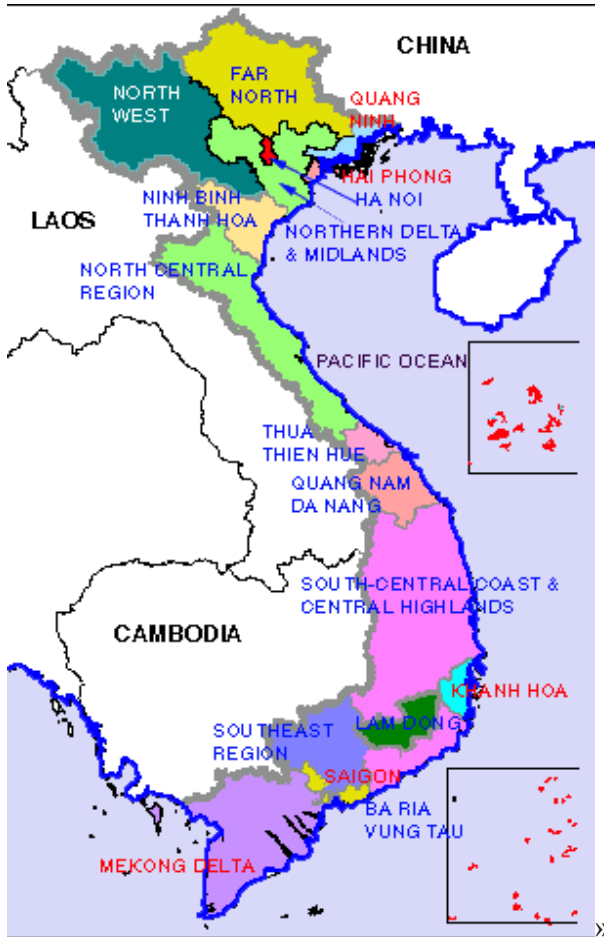 CHINA
FAR
NORTH
NORTH
WEST
QUANG
NINH
HAI PHONG
HA NOI
NINH BINH
THANH HOA
LAOS
NORTHERN DELTA
& MIDLANDS
NORTH CENTRAL
REGION
PACIFIC OCEAN
THUA
THIEN HUE
QUANG NAM
DA NANG
SOUTH-CENTRAL COAST &
CENTRAL HIGHLANDS
CAMBODIA
KHANH HOA
LAM DONG
SOUTHEAST
REGION
SAIGON
BA RIA
VUNG TAU
MEKONG DELTA
»